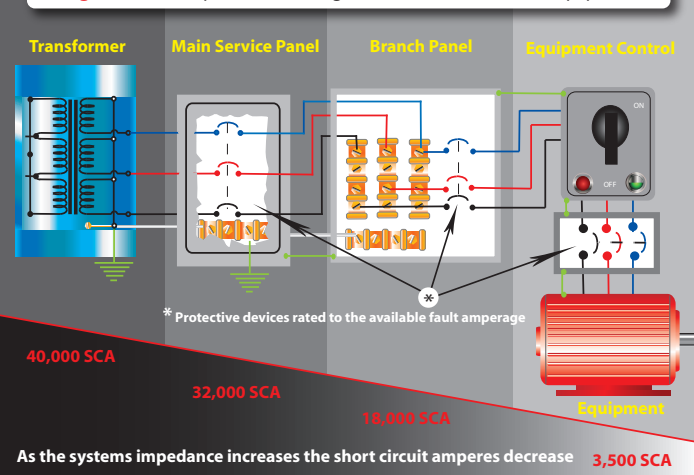 Transformer
Main Service Panel
Branch Panel
Equipment Control
ON
OFF
*
* Protective devices rated to the available fault amperage
40,000 SCA
32,000 SCA
18,000 SCA
Equipment
As the systems impedance increases the short circuit amperes decrease
3,500 SCA